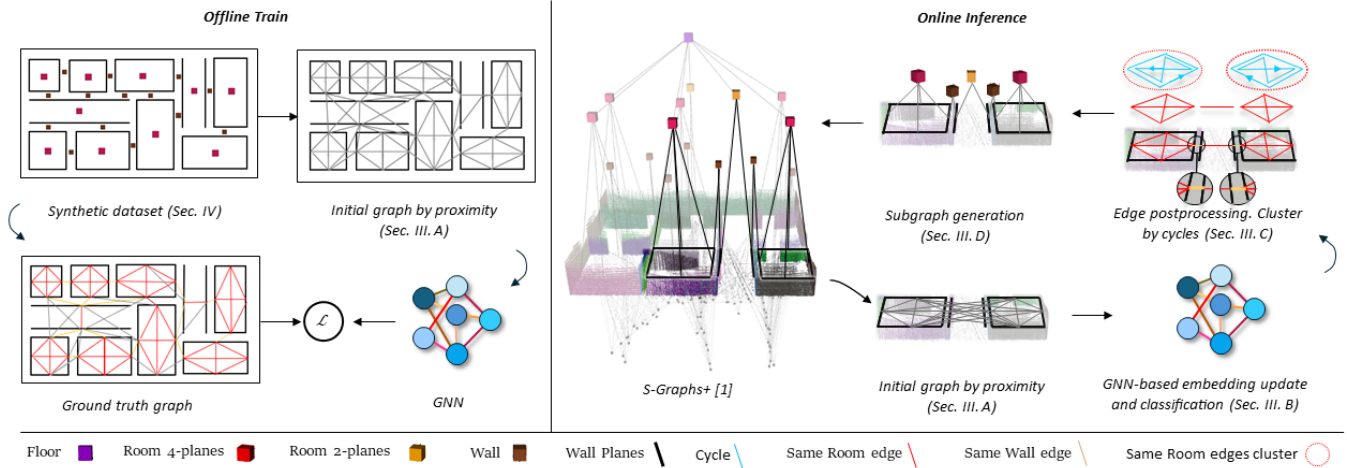 Offline Train
Online Inference
Synthetic dataset (Sec. IV)
Initial graph by proximity
(Sec. III. A)
Ground truth graph
ℒ
GNN
S-Graphs+ [1]
Subgraph generation
(Sec. III. D)
Edge postprocessing. Cluster
by cycles (Sec. III. C)
Initial graph by proximity
(Sec. III. A)
GNN-based embedding update
and classification (Sec. III. B)
Floor
Room 4-planes
Room 2-planes
Wall
Wall Planes
Cycle
Same Room edge
Same Wall edge
Same Room edges cluster